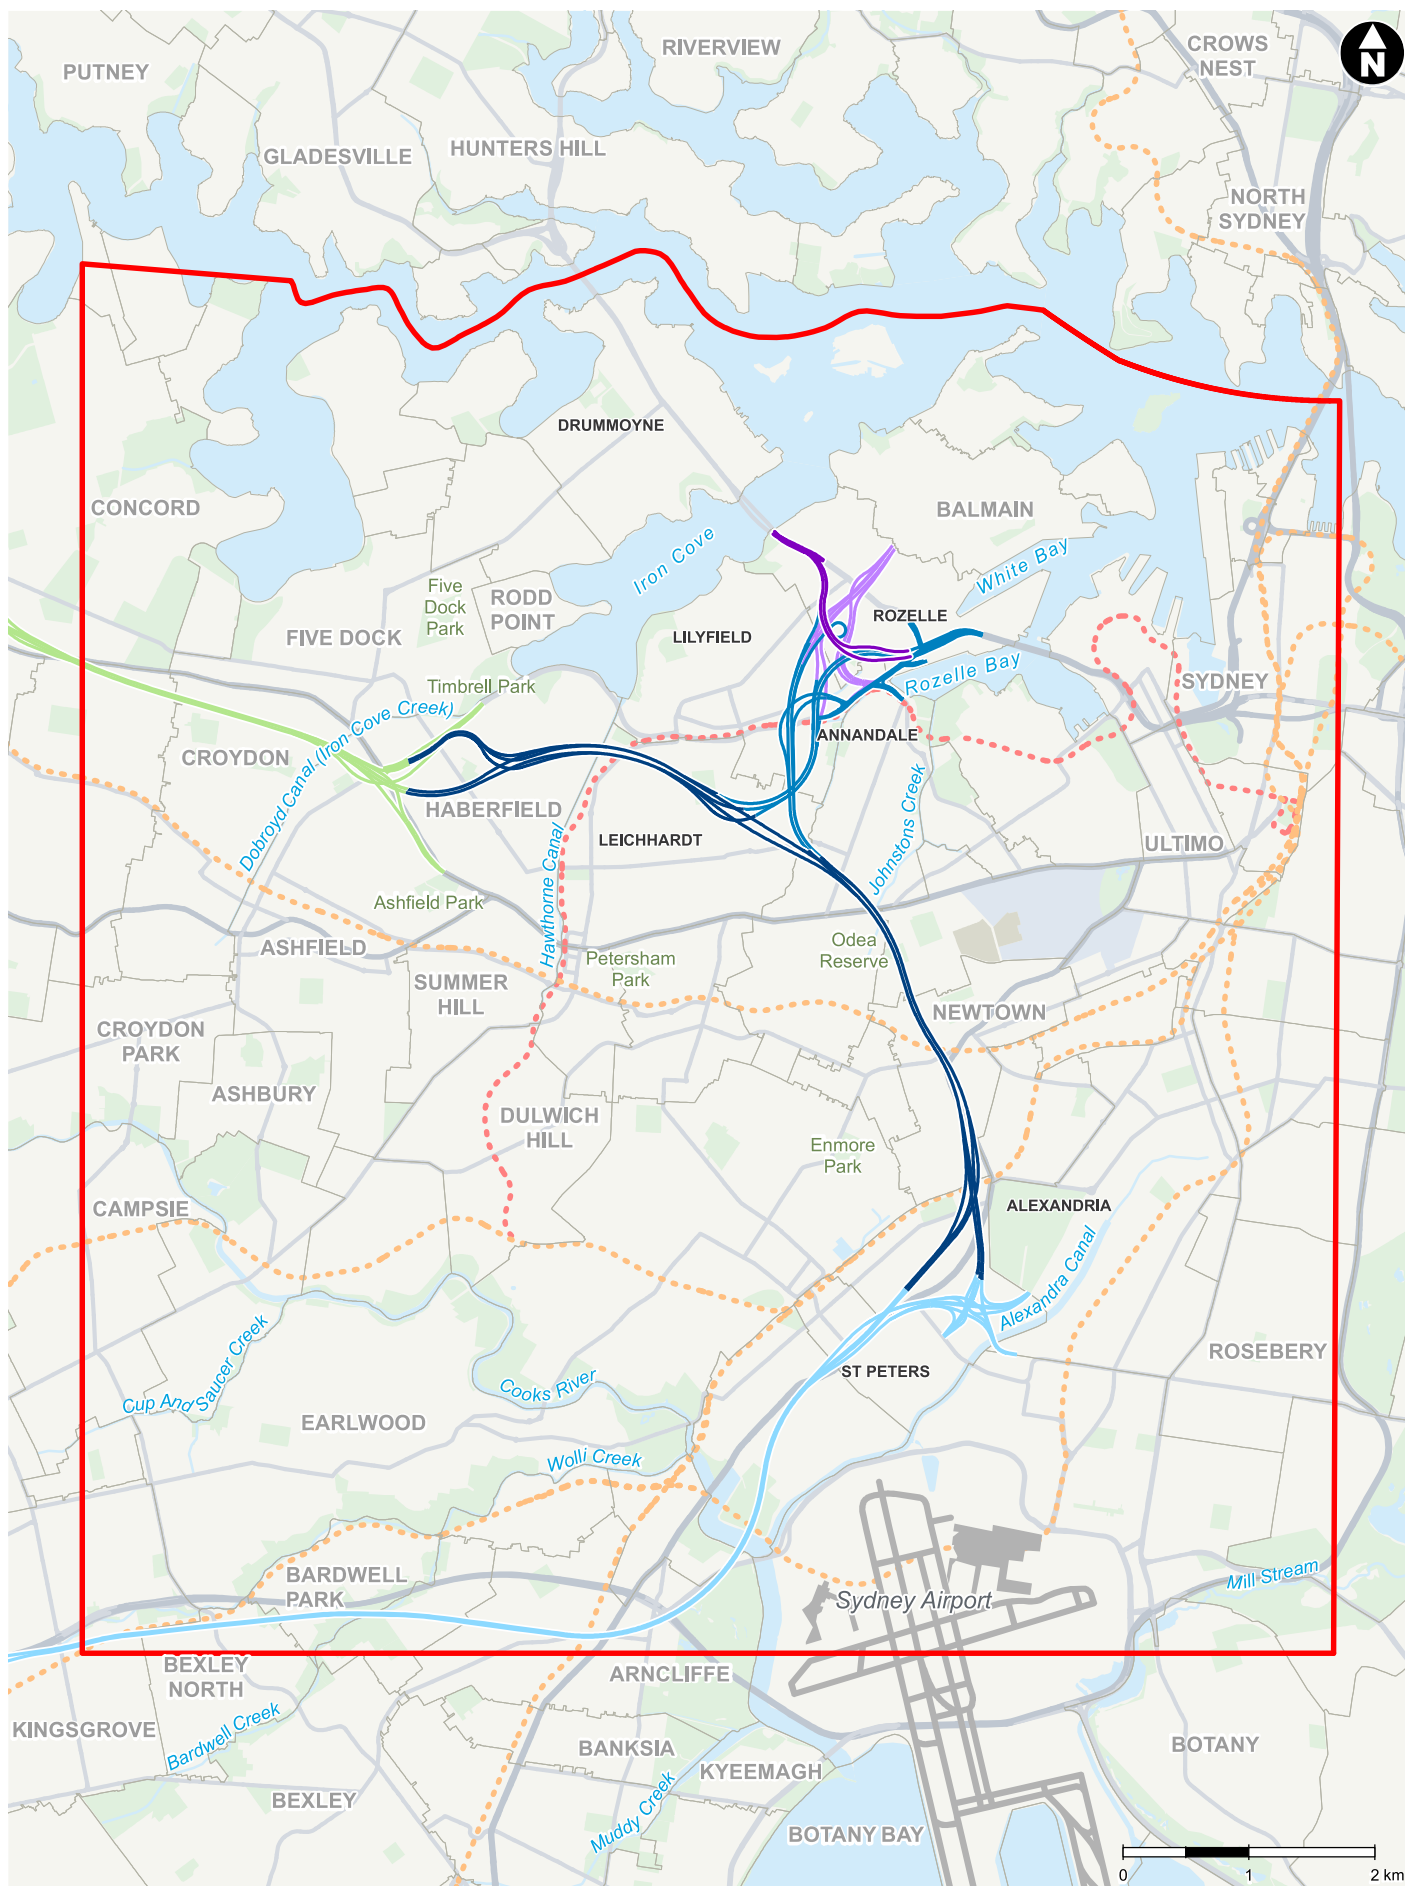 RIVERVIEW
CROWS
NEST
N
PUTNEY
GLADESVILLE
HUNTERS HILL
NORTH
SYDNEY
DRUMMOYNE
CONCORD
BALMAIN
Iron Cove
White Bay
Five
Dock
Park
RODD
POINT
FIVE DOCK
LILYFIELD
ROZELLE
Rozelle Bay
SYDNEY
Timbrell Park
Dobroyd Canal (Iron Cove Creek)
CROYDON
ANNANDALE
HABERFIELD
LEICHHARDT
Johnstons Creek
ULTIMO
Hawthorne Canal
Ashfield Park
ASHFIELD
Odea
Reserve
Petersham
Park
SUMMER
HILL
NEWTOWN
CROYDON
PARK
ASHBURY
DULWICH
HILL
Enmore
Park
CAMPSIE
ALEXANDRIA
Alexandra Canal
Cup And Saucer Creek
ROSEBERY
ST PETERS
Cooks River
EARLWOOD
Wolli Creek
BARDWELL
PARK
Mill Stream
Sydney Airport
BEXLEY
NORTH
ARNCLIFFE
KINGSGROVE
Bardwell Creek
BANKSIA
KYEEMAGH
BOTANY
BEXLEY
Muddy Creek
BOTANY BAY
0 1 2 km